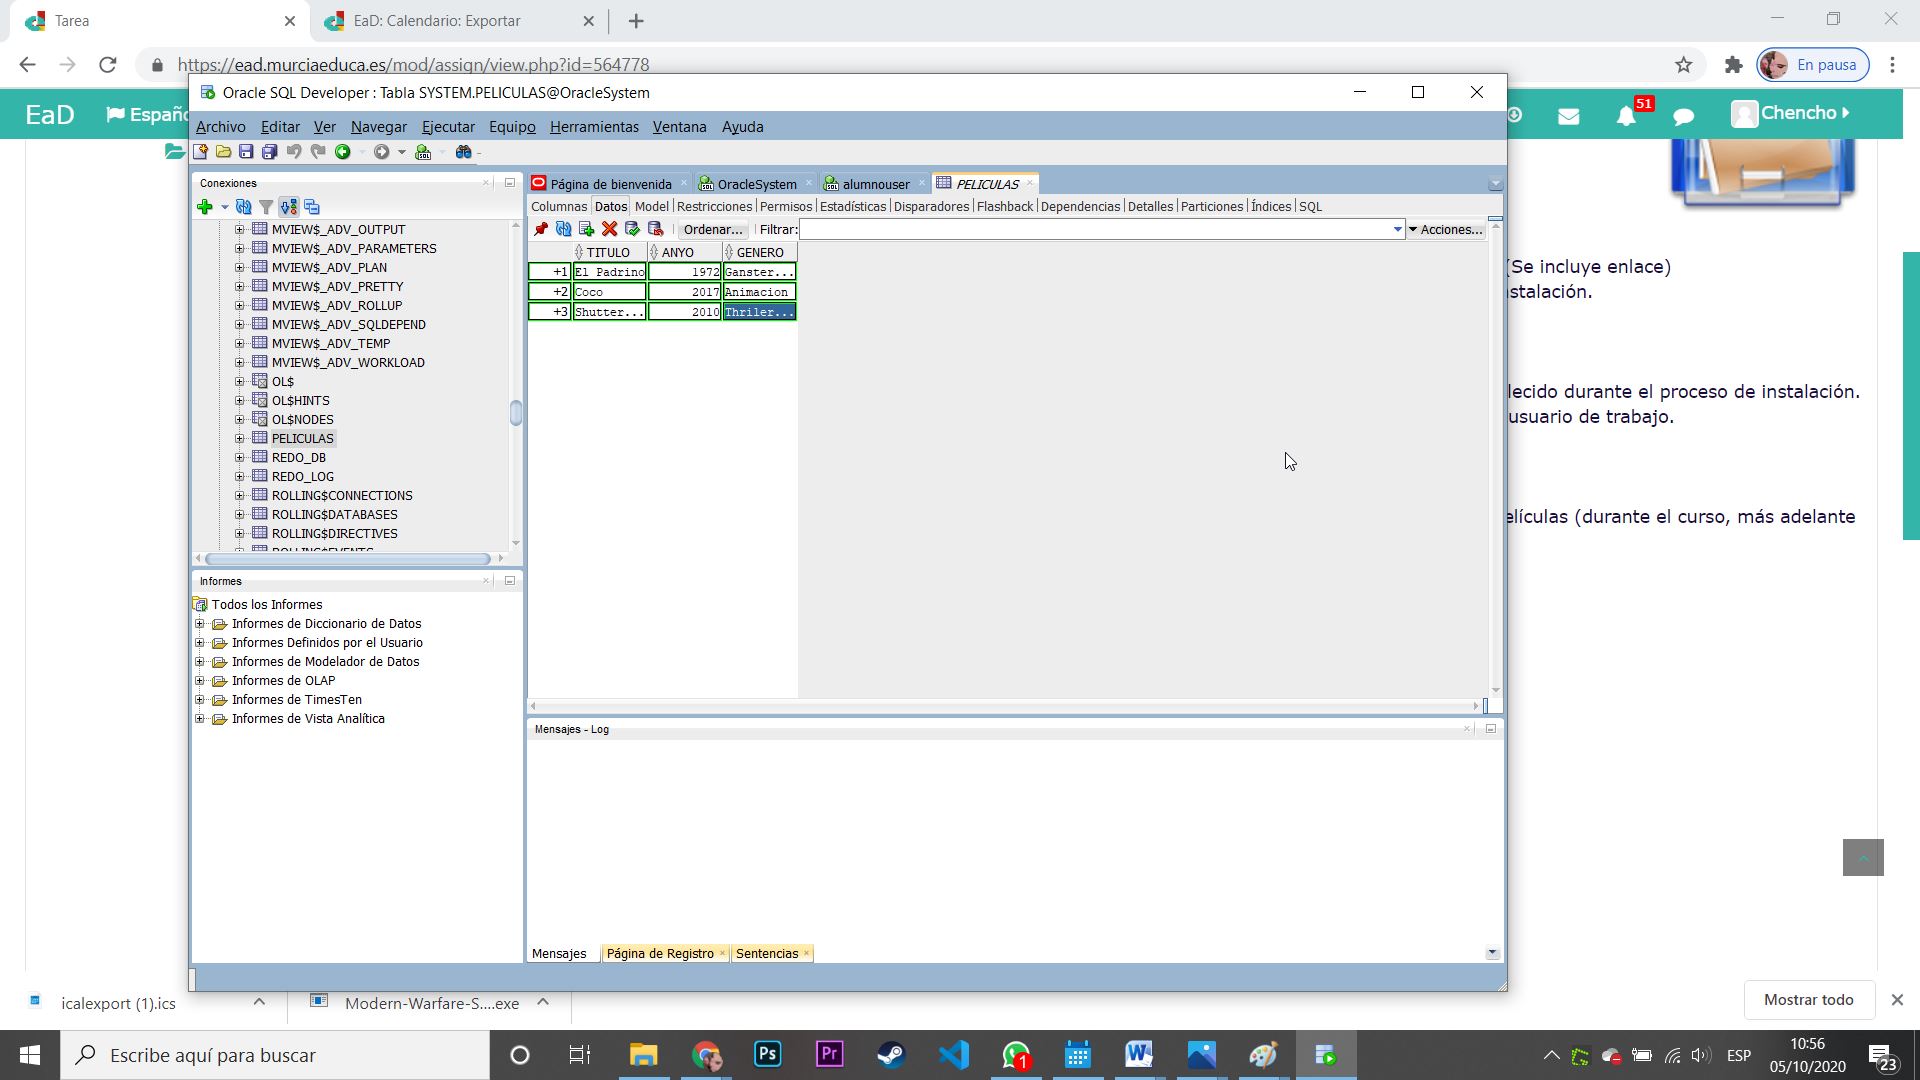 Tarea
EaD: Calendario: Exportar
https://ead.murciaeduca.es/mod/assign/view.php?id=564778
En pausa
EaD
Españo
51
Chencho
(Se incluye enlace)
stalación.
lecido durante el proceso de instalación.
usuario de trabajo.
elículas (durante el curso, más adelante
Oracle SQL Developer : Tabla SYSTEM.PELICULAS@OracleSystem
Archivo Editar Ver Navegar Ejecutar Equipo Herramientas Ventana Ayuda
Conexiones
MVIEW$_ADV_OUTPUT
MVIEW$_ADV_PARAMETERS
MVIEW$_ADV_PLAN
MVIEW$_ADV_PRETTY
MVIEW$_ADV_ROLLUP
MVIEW$_ADV_SQLDEPEND
MVIEW$_ADV_TEMP
MVIEW$_ADV_WORKLOAD
OL$
OL$HINTS
OL$NODES
PELICULAS
REDO_DB
REDO_LOG
ROLLING$CONNECTIONS
ROLLING$DATABASES
ROLLING$DIRECTIVES
ROLLING$EVENTS
Informes
Todos los Informes
Informes de Diccionario de Datos
Informes Definidos por el Usuario
Informes de Modelador de Datos
Informes de OLAP
Informes de TimesTen
Informes de Vista Analítica
Página de bienvenida OracleSystem alumnouser PELICULAS
Columnas Datos Model Restricciones Permisos Estadísticas Disparadores Flashback Dependencias Detalles Particiones Índices SQL
Ordenar... Filtrar: Acciones...
TITULO ANYO GENERO
+1 El Padrino 1972 Ganster...
+2 Coco 2017 Animacion
+3 Shutter... 2010 Thriler...
Mensajes - Log
Mensajes Página de Registro Sentencias
icalexport (1).ics
Modern-Warfare-S....exe
Mostrar todo
Escribe aquí para buscar
Ps
Pr
1
ESP
10:56
05/10/2020
23